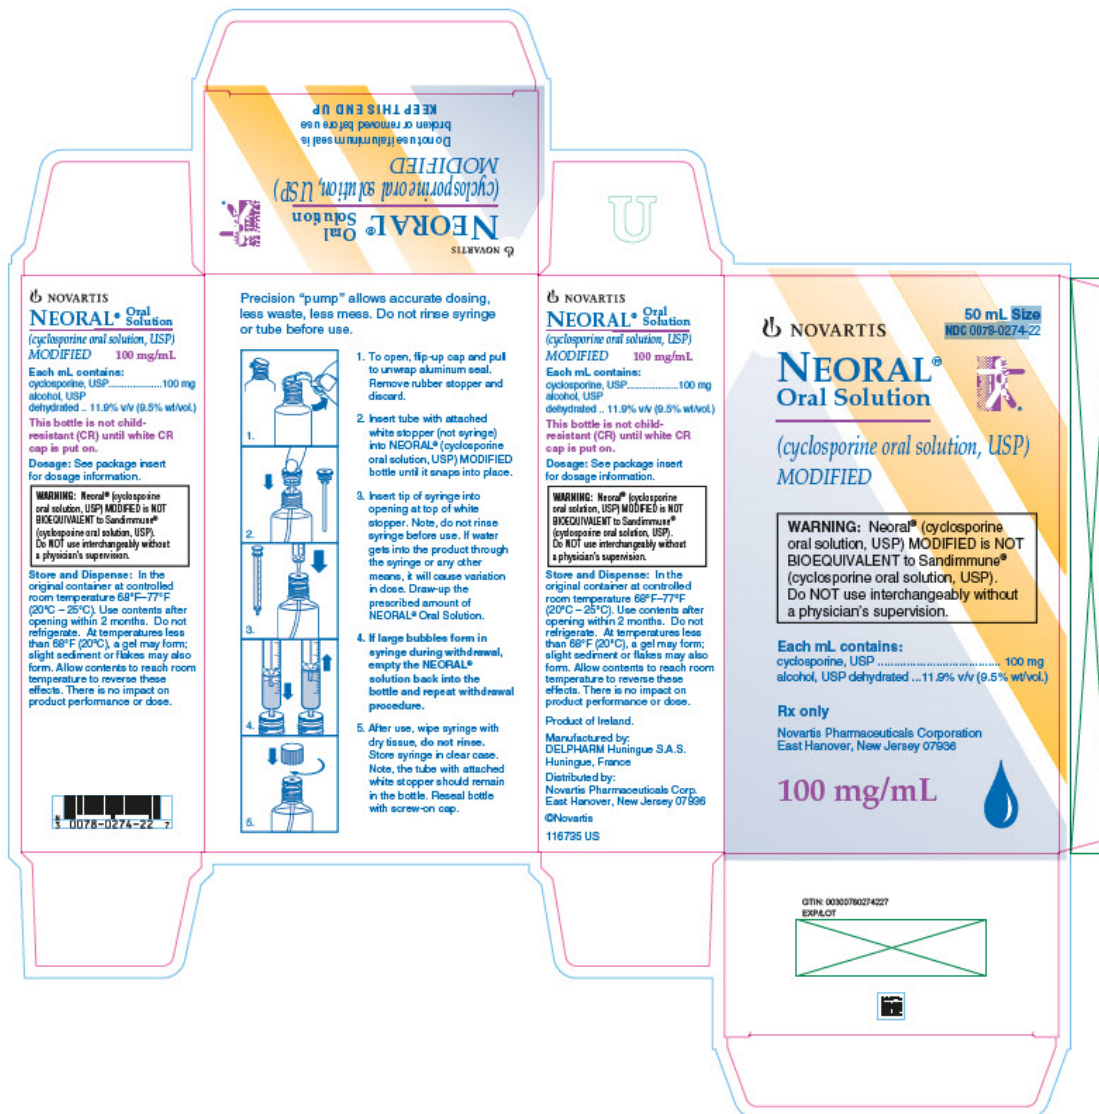 KEEP THIS END UP
broken or removed before use
Do not use if aluminum seal is
MODIFIED
(cyclosporine oral solution, USP)
NEORAL® Oral
Solution
NOVARTIS
U
NOVARTIS
NEORAL® Oral
Solution
(cyclosporine oral solution, USP)
MODIFIED 100 mg/mL
Each mL contains:
cyclosporine, USP.....................100 mg
alcohol, USP
dehydrated .. 11.9% v/v (9.5% wt/vol.)
This bottle is not child-
resistant (CR) until white CR
cap is put on.
Dosage: See package insert
for dosage information.
WARNING: Neoral® (cyclosporine
oral solution, USP) MODIFIED is NOT
BIOEQUIVALENT to Sandimmune®
(cyclosporine oral solution, USP).
Do NOT use interchangeably without
a physician's supervision.
Store and Dispense: In the
original container at controlled
room temperature 68°F–77°F
(20°C – 25°C). Use contents after
opening within 2 months. Do not
refrigerate. At temperatures less
than 68°F (20°C), a gel may form;
slight sediment or flakes may also
form. Allow contents to reach room
temperature to reverse these
effects. There is no impact on
product performance or dose.
N
3 0078-0274-22 7
Precision “pump” allows accurate dosing,
less waste, less mess. Do not rinse syringe
or tube before use.
1.
2.
3.
4.
5.
1. To open, flip-up cap and pull
to unwrap aluminum seal.
Remove rubber stopper and
discard.
2. Insert tube with attached
white stopper (not syringe)
into NEORAL® (cyclosporine
oral solution, USP) MODIFIED
bottle until it snaps into place.
3. Insert tip of syringe into
opening at top of white
stopper. Note, do not rinse
syringe before use. If water
gets into the product through
the syringe or any other
means, it will cause variation
in dose. Draw-up the
prescribed amount of
NEORAL® Oral Solution.
4. If large bubbles form in
syringe during withdrawal,
empty the NEORAL®
solution back into the
bottle and repeat withdrawal
procedure.
5. After use, wipe syringe with
dry tissue, do not rinse.
Store syringe in clear case.
Note, the tube with attached
white stopper should remain
in the bottle. Reseal bottle
with screw-on cap.
NOVARTIS
NEORAL® Oral
Solution
(cyclosporine oral solution, USP)
MODIFIED 100 mg/mL
Each mL contains:
cyclosporine, USP....................100 mg
alcohol, USP
dehydrated .. 11.9% v/v (9.5% wt/vol.)
This bottle is not child-
resistant (CR) until white CR
cap is put on.
Dosage: See package insert
for dosage information.
WARNING: Neoral® (cyclosporine
oral solution, USP) MODIFIED is NOT
BIOEQUIVALENT to Sandimmune®
(cyclosporine oral solution, USP).
Do NOT use interchangeably without
a physician's supervision.
Store and Dispense: In the
original container at controlled
room temperature 68°F–77°F
(20°C – 25°C). Use contents after
opening within 2 months. Do not
refrigerate. At temperatures less
than 68°F (20°C), a gel may form;
slight sediment or flakes may also
form. Allow contents to reach room
temperature to reverse these
effects. There is no impact on
product performance or dose.
Product of Ireland.
Manufactured by:
DELPHARM Huningue S.A.S.
Huningue, France
Distributed by:
Novartis Pharmaceuticals Corp.
East Hanover, New Jersey 07936
©Novartis
116735 US
50 mL Size
NDC 0078-0274-22
NOVARTIS
NEORAL®
Oral Solution
(cyclosporine oral solution, USP)
MODIFIED
WARNING: Neoral® (cyclosporine
oral solution, USP) MODIFIED is NOT
BIOEQUIVALENT to Sandimmune®
(cyclosporine oral solution, USP).
Do NOT use interchangeably without
a physician's supervision.
Each mL contains:
cyclosporine, USP .................................... 100 mg
alcohol, USP dehydrated ...11.9% v/v (9.5% wt/vol.)
Rx only
Novartis Pharmaceuticals Corporation
East Hanover, New Jersey 07936
100 mg/mL
GTIN: 00300780274227
EXP/LOT